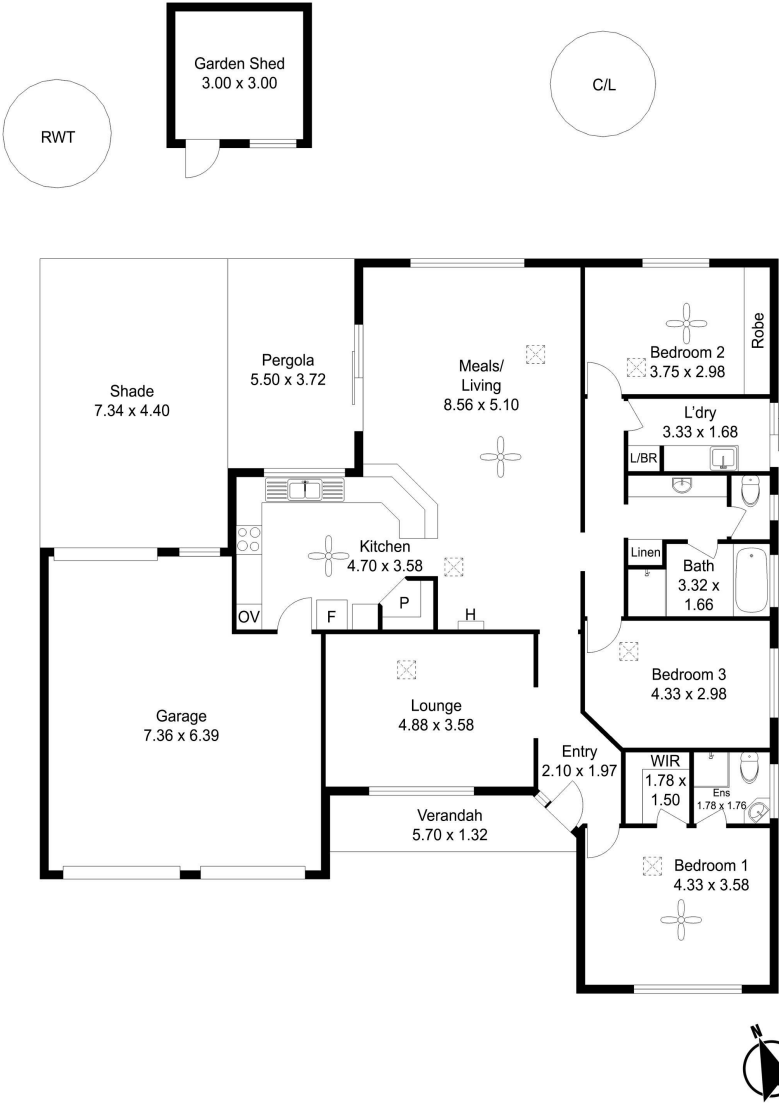 Garden Shed
3.00 x 3.00
C/L
RWT
Shade
7.34 x 4.40
Pergola
5.50 x 3.72
Meals/
Living
8.56 x 5.10
Bedroom 2
3.75 x 2.98
Robe
L'dry
3.33 x 1.68
L/BR
Linen
Bath
3.32 x
1.66
Kitchen
4.70 x 3.58
OV
F
P
H
Garage
7.36 x 6.39
Lounge
4.88 x 3.58
Bedroom 3
4.33 x 2.98
Entry
2.10 x 1.97
WIR
1.78 x
1.50
Ens
1.78 x 1.76
Verandah
5.70 x 1.32
Bedroom 1
4.33 x 3.58
N